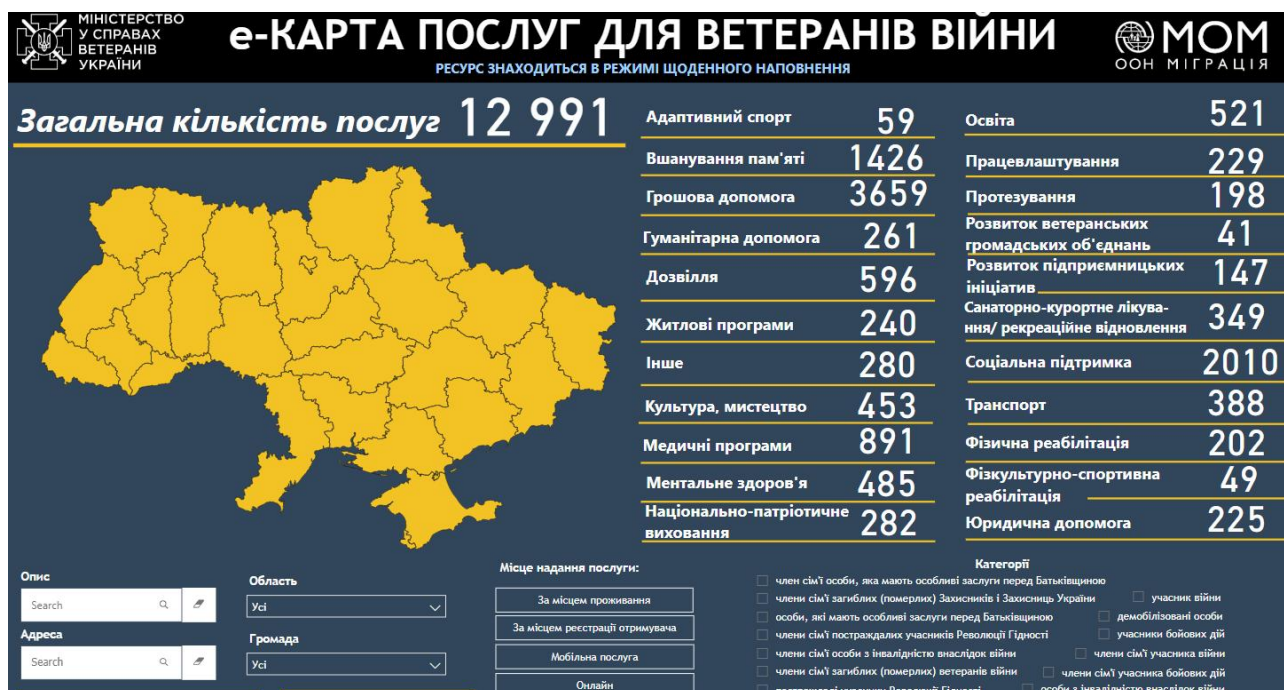 МІНІСТЕРСТВО
У СПРАВАХ
ВЕТЕРАНІВ
УКРАЇНИ
е-КАРТА ПОСЛУГ ДЛЯ ВЕТЕРАНІВ ВІЙНИ
РЕСУРС ЗНАХОДИТЬСЯ В РЕЖИМІ ЩОДЕННОГО НАПОВНЕННЯ
МОМ
ООН МІГРАЦІЯ
Загальна кількість послуг 12 991
Адаптивний спорт 59
Вшанування пам'яті 1426
Грошова допомога 3659
Гуманітарна допомога 261
Дозвілля 596
Житлові програми 240
Інше 280
Культура, мистецтво 453
Медичні програми 891
Ментальне здоров'я 485
Національно-патріотичне
виховання 282
Освіта 521
Працевлаштування 229
Протезування 198
Розвиток ветеранських
громадських об'єднань 41
Розвиток підприємницьких
ініціатив 147
Санаторно-курортне лікува-
ння/ рекреаційне відновлення 349
Соціальна підтримка 2010
Транспорт 388
Фізична реабілітація 202
Фізкультурно-спортивна
реабілітація 49
Юридична допомога 225
Опис
Search
Адреса
Search
Область
Усі
Громада
Усі
Місце надання послуги:
За місцем проживання
За місцем реєстрації отримувача
Мобільна послуга
Онлайн
Категорії
член сім'ї особи, яка мають особливі заслуги перед Батьківщиною
члени сім'ї загиблих (померлих) Захисників і Захисниць України учасник війни
особи, які мають особливі заслуги перед Батьківщиною демобілізовані особи
члени сім'ї постраждалих учасників Революції Гідності учасники бойових дій
члени сім'ї особи з інвалідністю внаслідок війни члени сім'ї учасника війни
члени сім'ї загиблих (померлих) ветеранів війни члени сім'ї учасника бойових дій
постраждалі учасники Революції Гідності особи з інвалідністю внаслідок війни